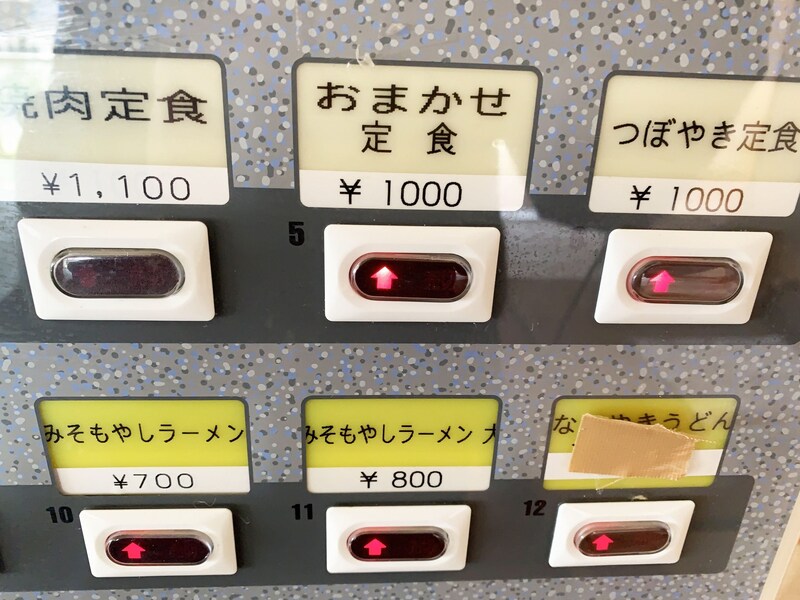 肉定食
¥1,100
おまかせ
定 食
¥ 1000
5
つぼやき定食
¥ 1000
みそもやしラーメン
¥700
10
みそもやしラーメン 大
¥ 800
11
な やきうどん
12